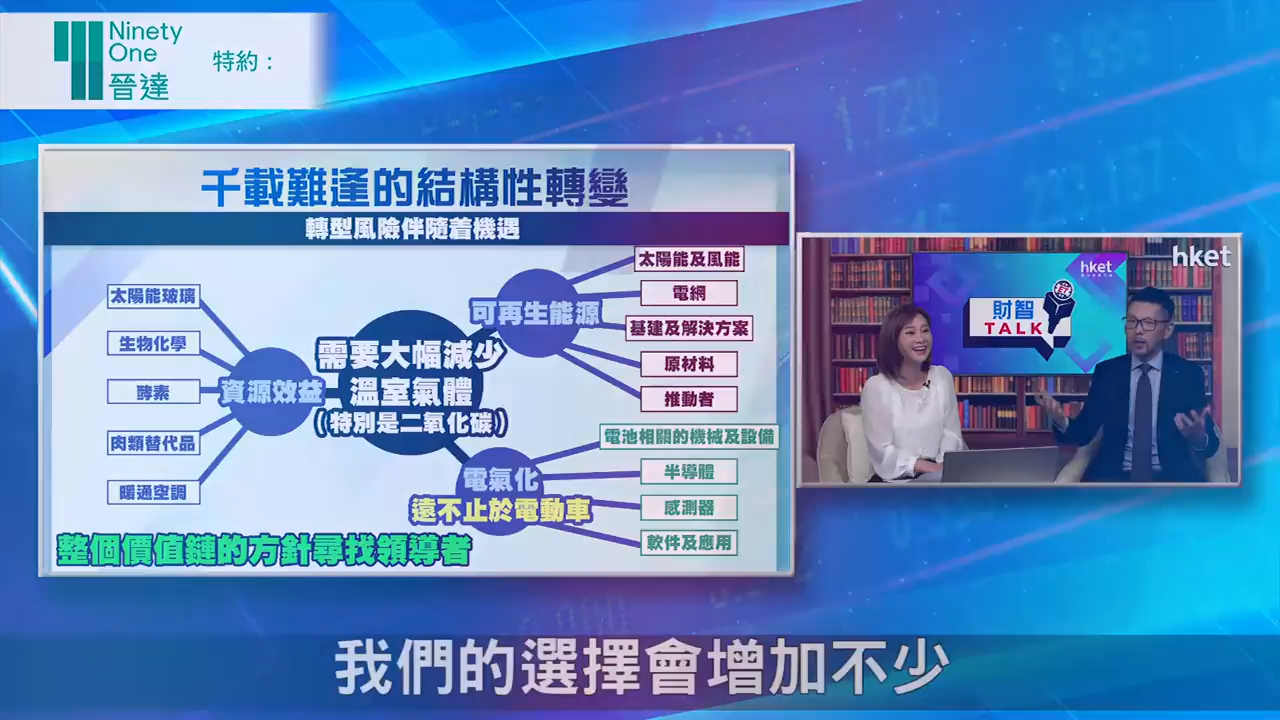 Ninety
One
晉達
特約：
千載難逢的結構性轉變
轉型風險伴隨着機遇
太陽能玻璃
生物化學
酵素
肉類替代品
暖通空調
資源效益
需要大幅減少
溫室氣體
（特別是二氧化碳）
可再生能源
太陽能及風能
電網
基建及解決方案
原材料
推動者
電氣化
遠不止於電動車
電池相關的機械及設備
半導體
感測器
軟件及應用
整個價值鏈的方針尋找領導者
hket
hket
財智
TALK
我們的選擇會增加不少
1.720
9.995